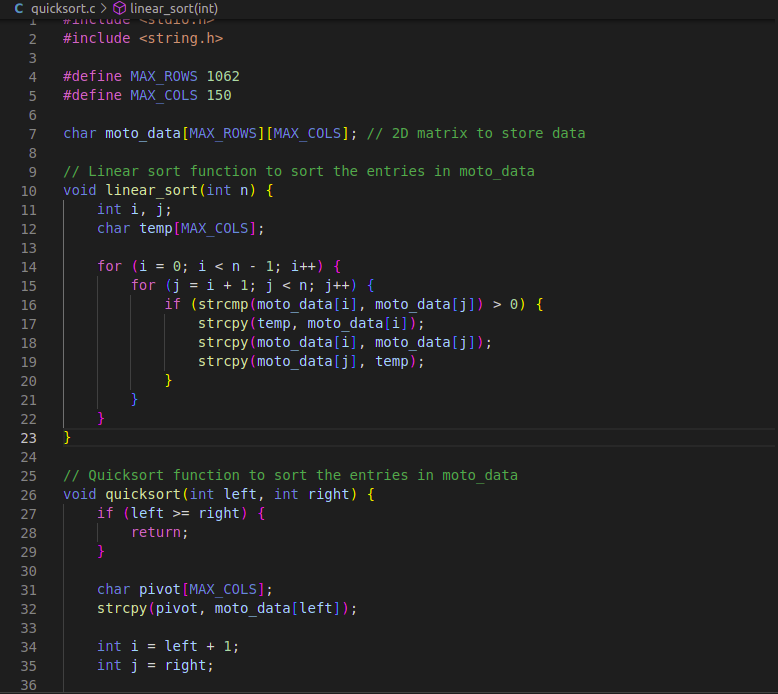 C quicksort.c > linear_sort(int)
1 #include <stdio.h>
2 #include <string.h>
3
4 #define MAX_ROWS 1062
5 #define MAX_COLS 150
6
7 char moto_data[MAX_ROWS][MAX_COLS]; // 2D matrix to store data
8
9 // Linear sort function to sort the entries in moto_data
10 void linear_sort(int n) {
11     int i, j;
12     char temp[MAX_COLS];
13
14     for (i = 0; i < n - 1; i++) {
15         for (j = i + 1; j < n; j++) {
16             if (strcmp(moto_data[i], moto_data[j]) > 0) {
17                 strcpy(temp, moto_data[i]);
18                 strcpy(moto_data[i], moto_data[j]);
19                 strcpy(moto_data[j], temp);
20             }
21         }
22     }
23 }
24
25 // Quicksort function to sort the entries in moto_data
26 void quicksort(int left, int right) {
27     if (left >= right) {
28         return;
29     }
30
31     char pivot[MAX_COLS];
32     strcpy(pivot, moto_data[left]);
33
34     int i = left + 1;
35     int j = right;
36